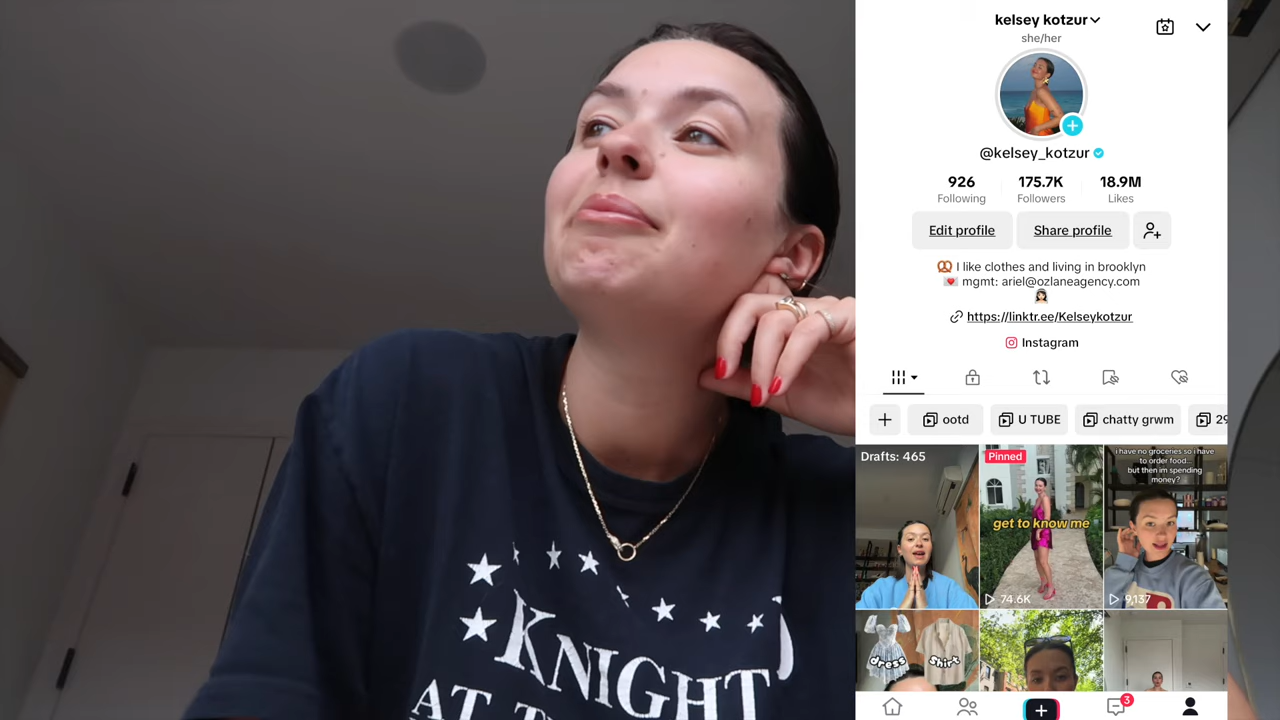 kelsey kotzur
she/her
@kelsey_kotzur
926
175.7K
18.9M
Following
Followers
Likes
Edit profile
Share profile
🥨 I like clothes and living in brooklyn
💌 mgmt: ariel@ozlaneagency.com
👰🏻
https://linktr.ee/Kelseykotzur
Instagram
ootd
U TUBE
chatty grwm
29
Drafts: 465
Pinned
get to know me
74.6K
i have no groceries so i have
to order food...
but then im spending
money?
9,137
dress
Shirt
3
KNIGHT
AT